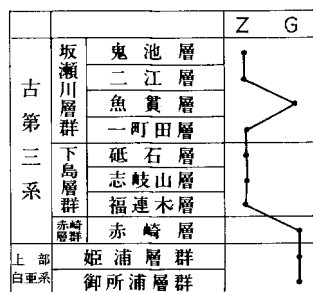 Z G
古第三系
坂瀬川層群
鬼池層
二江層
魚貫層
一町田層
下島層群
砥石層
志岐山層
福連木層
赤崎層群
赤崎層
上部白亜系
姫浦層群
御所浦層群